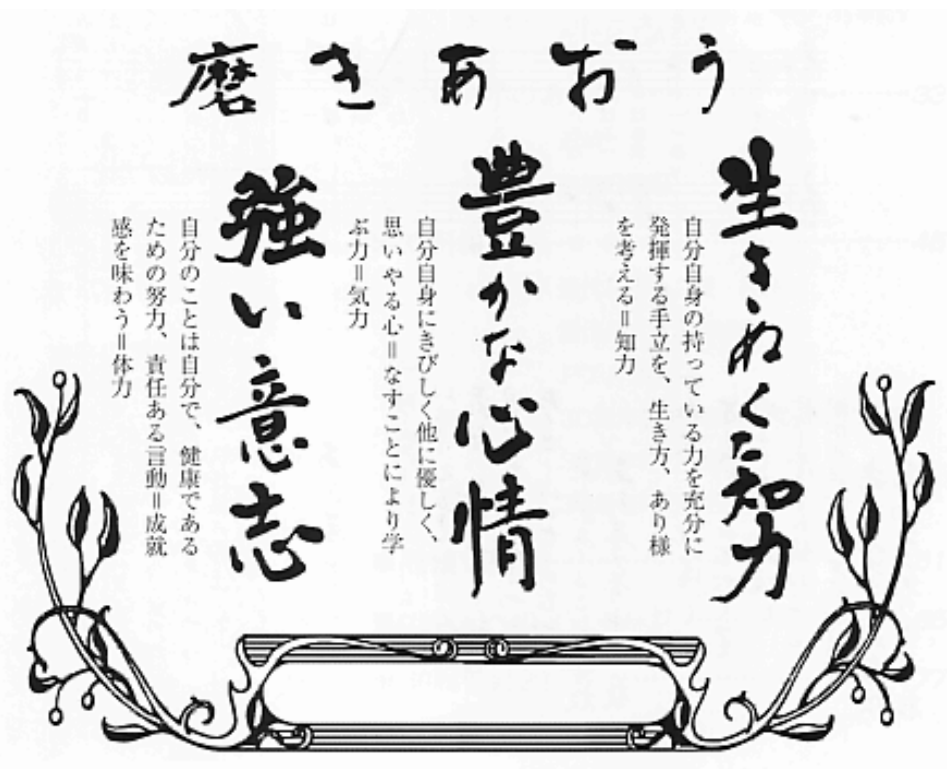 磨きあおう
生きぬくた知力
自分自身の持っている力を充分に
発揮する手立を、生き方、あり様
を考える＝知力
豊かな心情
自分自身にきびしく他に優しく、
思いやる心＝なすことにより学
ぶ力＝気力
強い意志
自分のことは自分で、健康である
ための努力、責任ある言動＝成就
感を味わう＝体力